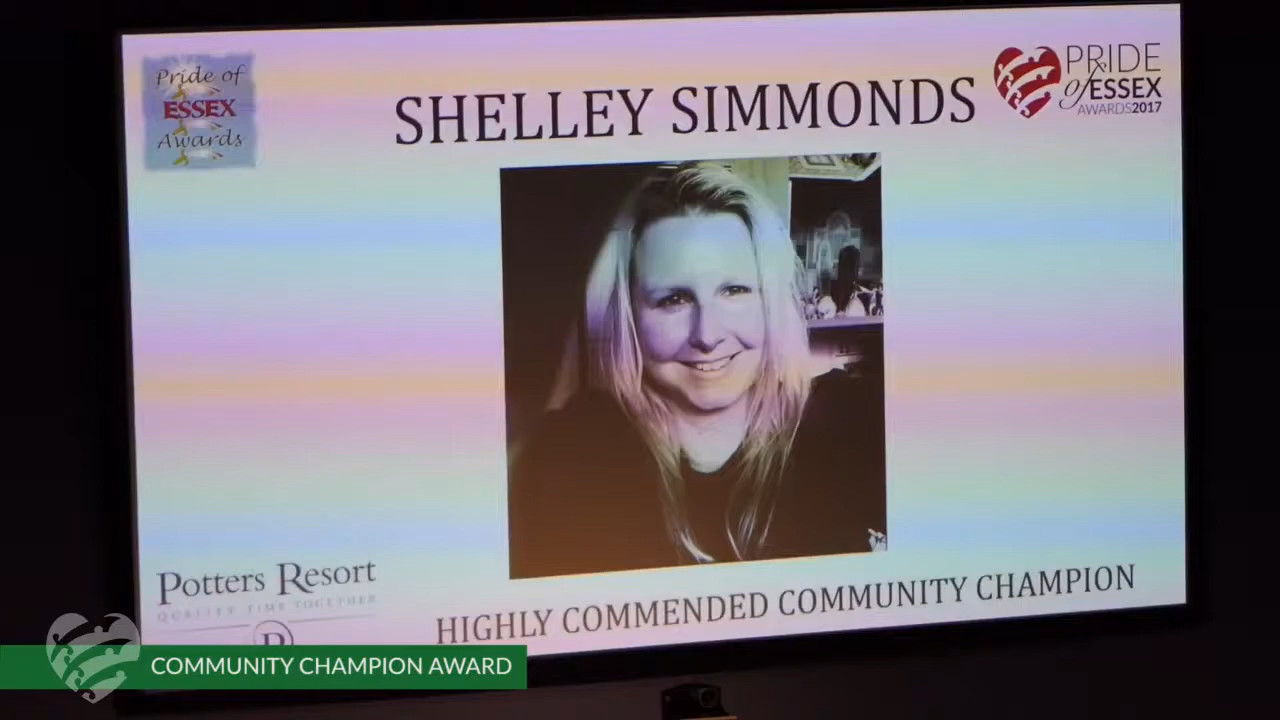 Pride of
ESSEX
Awards
SHELLEY SIMMONDS
PRIDE
of ESSEX
AWARDS2017
Potters Resort
QUALITY TIME TOGETHER
P
HIGHLY COMMENDED COMMUNITY CHAMPION
COMMUNITY CHAMPION AWARD